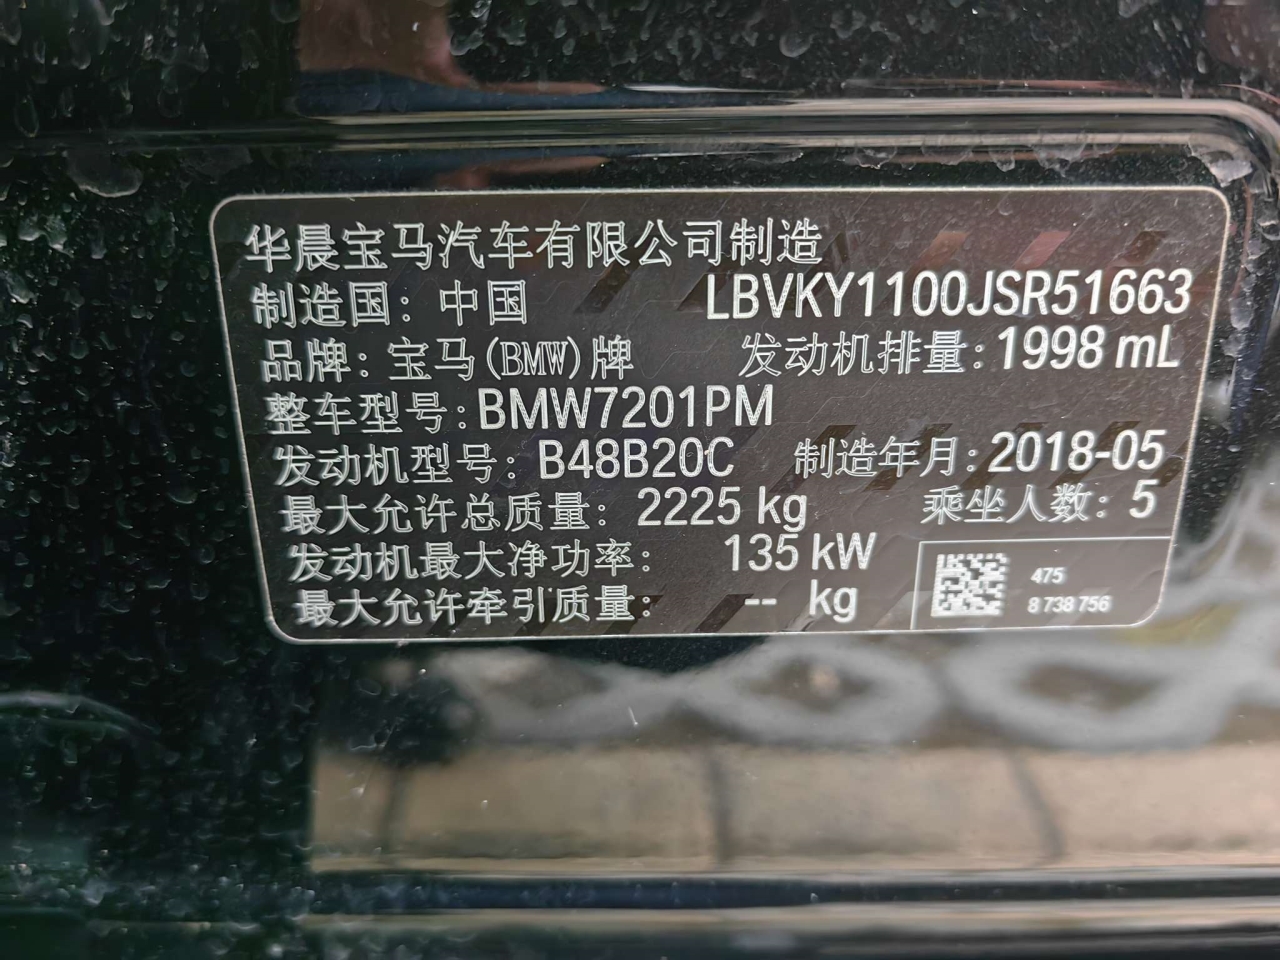 华晨宝马汽车有限公司制造
制造国：中国 LBVKY1100JSR51663
品牌：宝马(BMW)牌 发动机排量：1998 mL
整车型号：BMW7201PM
发动机型号：B48B20C 制造年月：2018-05
最大允许总质量：2225 kg 乘坐人数：5
发动机最大净功率：135 kW
最大允许牵引质量：-- kg
475
8 738 756